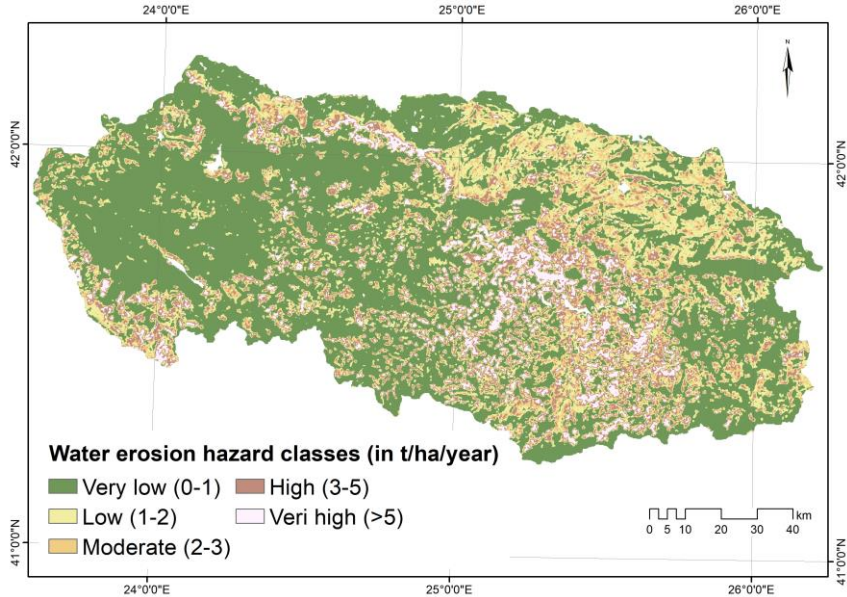 24°0'0"E 25°0'0"E 26°0'0"E
N
42°0'0"N 42°0'0"N
Water erosion hazard classes (in t/ha/year)
Very low (0-1) High (3-5)
Low (1-2) Veri high (>5)
Moderate (2-3)
km
0 5 10 20 30 40
41°0'0"N 41°0'0"N
24°0'0"E 25°0'0"E 26°0'0"E